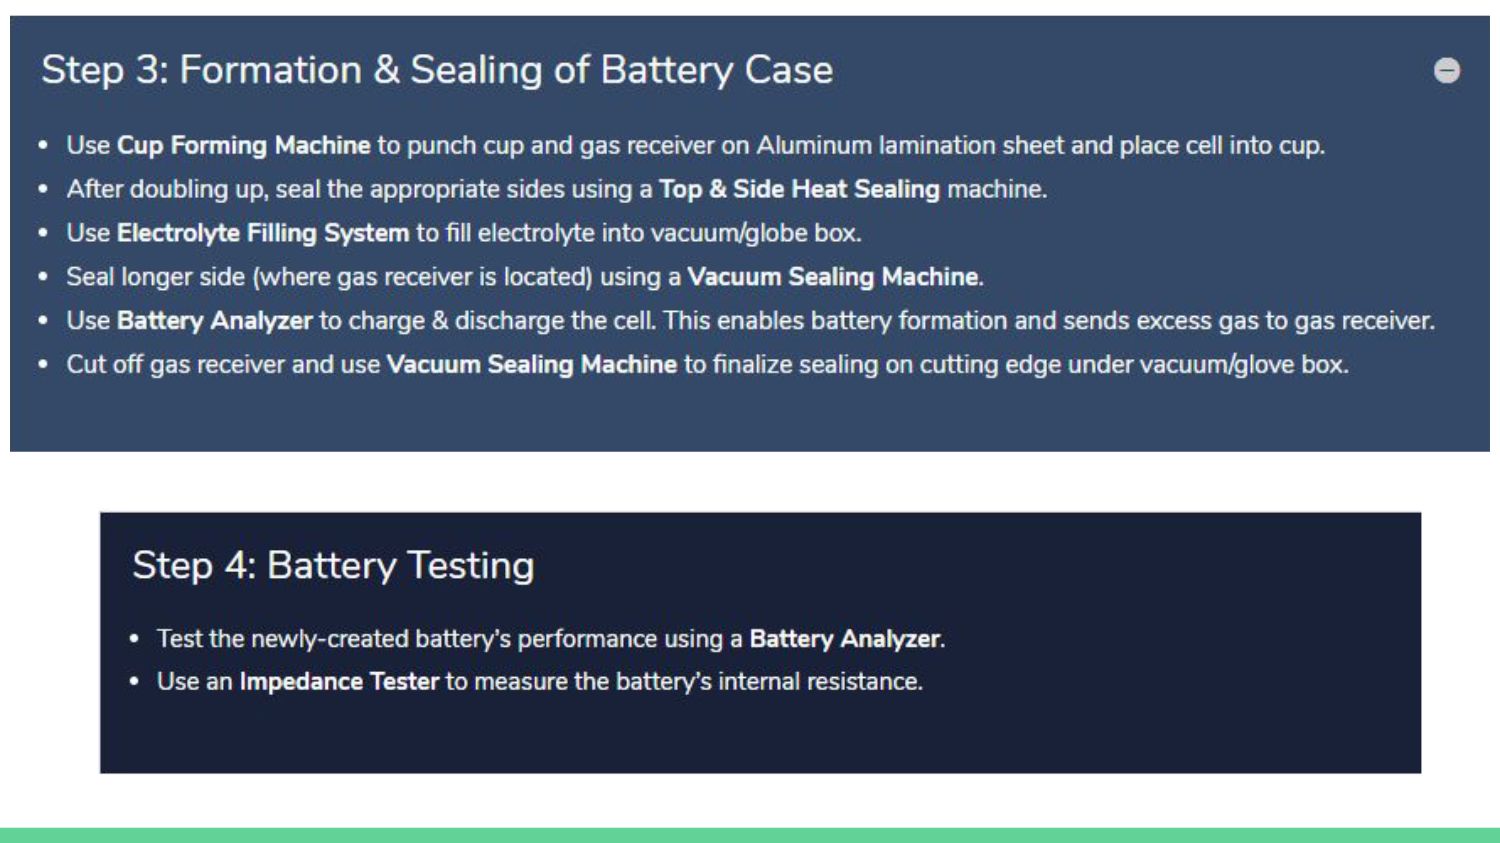 Step 3: Formation & Sealing of Battery Case
• Use Cup Forming Machine to punch cup and gas receiver on Aluminum lamination sheet and place cell into cup.
• After doubling up, seal the appropriate sides using a Top & Side Heat Sealing machine.
• Use Electrolyte Filling System to fill electrolyte into vacuum/globe box.
• Seal longer side (where gas receiver is located) using a Vacuum Sealing Machine.
• Use Battery Analyzer to charge & discharge the cell. This enables battery formation and sends excess gas to gas receiver.
• Cut off gas receiver and use Vacuum Sealing Machine to finalize sealing on cutting edge under vacuum/glove box.
Step 4: Battery Testing
• Test the newly-created battery's performance using a Battery Analyzer.
• Use an Impedance Tester to measure the battery's internal resistance.